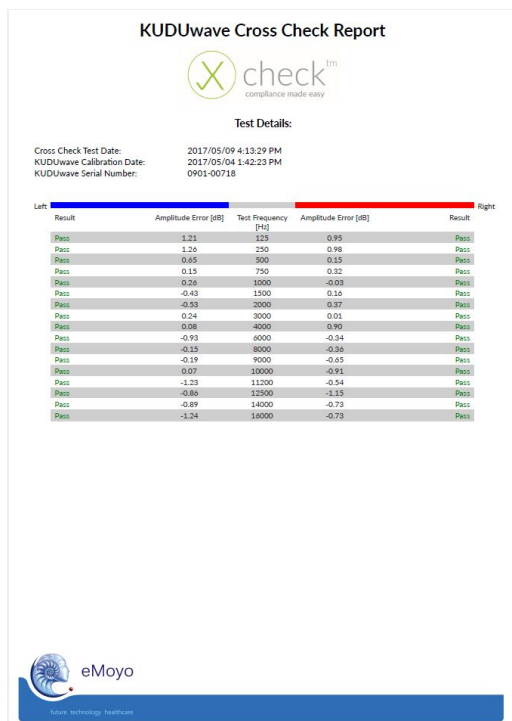 KUDUwave Cross Check Report
check™
compliance made easy
Test Details:
Cross Check Test Date: 2017/05/09 4:13:29 PM
KUDUwave Calibration Date: 2017/05/04 1:42:23 PM
KUDUwave Serial Number: 0901-00718
Left Right
Result Amplitude Error [dB] Test Frequency [Hz] Amplitude Error [dB] Result
Pass 1.21 125 0.95 Pass
Pass 1.26 250 0.98 Pass
Pass 0.65 500 0.15 Pass
Pass 0.15 750 0.32 Pass
Pass 0.26 1000 -0.03 Pass
Pass -0.43 1500 0.16 Pass
Pass -0.53 2000 0.37 Pass
Pass 0.24 3000 0.01 Pass
Pass 0.08 4000 0.90 Pass
Pass -0.93 6000 -0.34 Pass
Pass -0.15 8000 -0.36 Pass
Pass -0.19 9000 -0.65 Pass
Pass 0.07 10000 -0.91 Pass
Pass -1.23 11200 -0.54 Pass
Pass -0.86 12500 -1.15 Pass
Pass -0.89 14000 -0.73 Pass
Pass -1.24 16000 -0.73 Pass
eMoyo
future technology healthcare